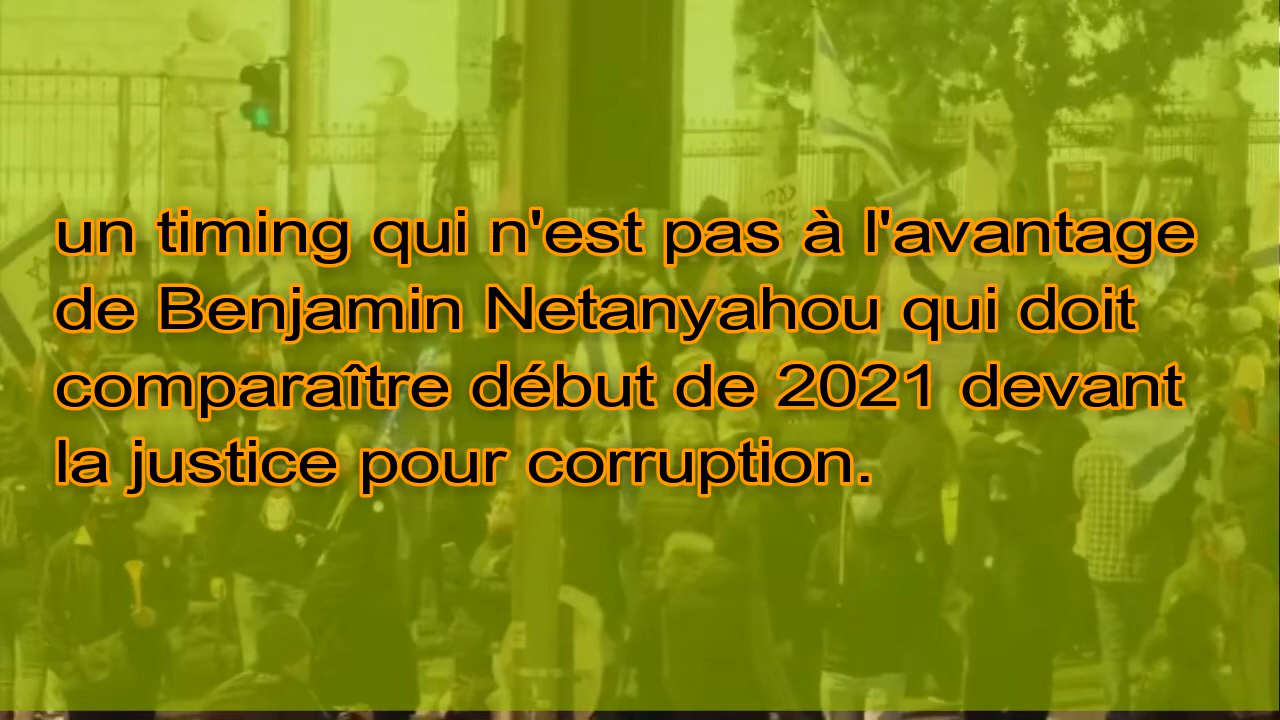 un timing qui n'est pas à l'avantage
de Benjamin Netanyahou qui doit
comparaître début de 2021 devant
la justice pour corruption.